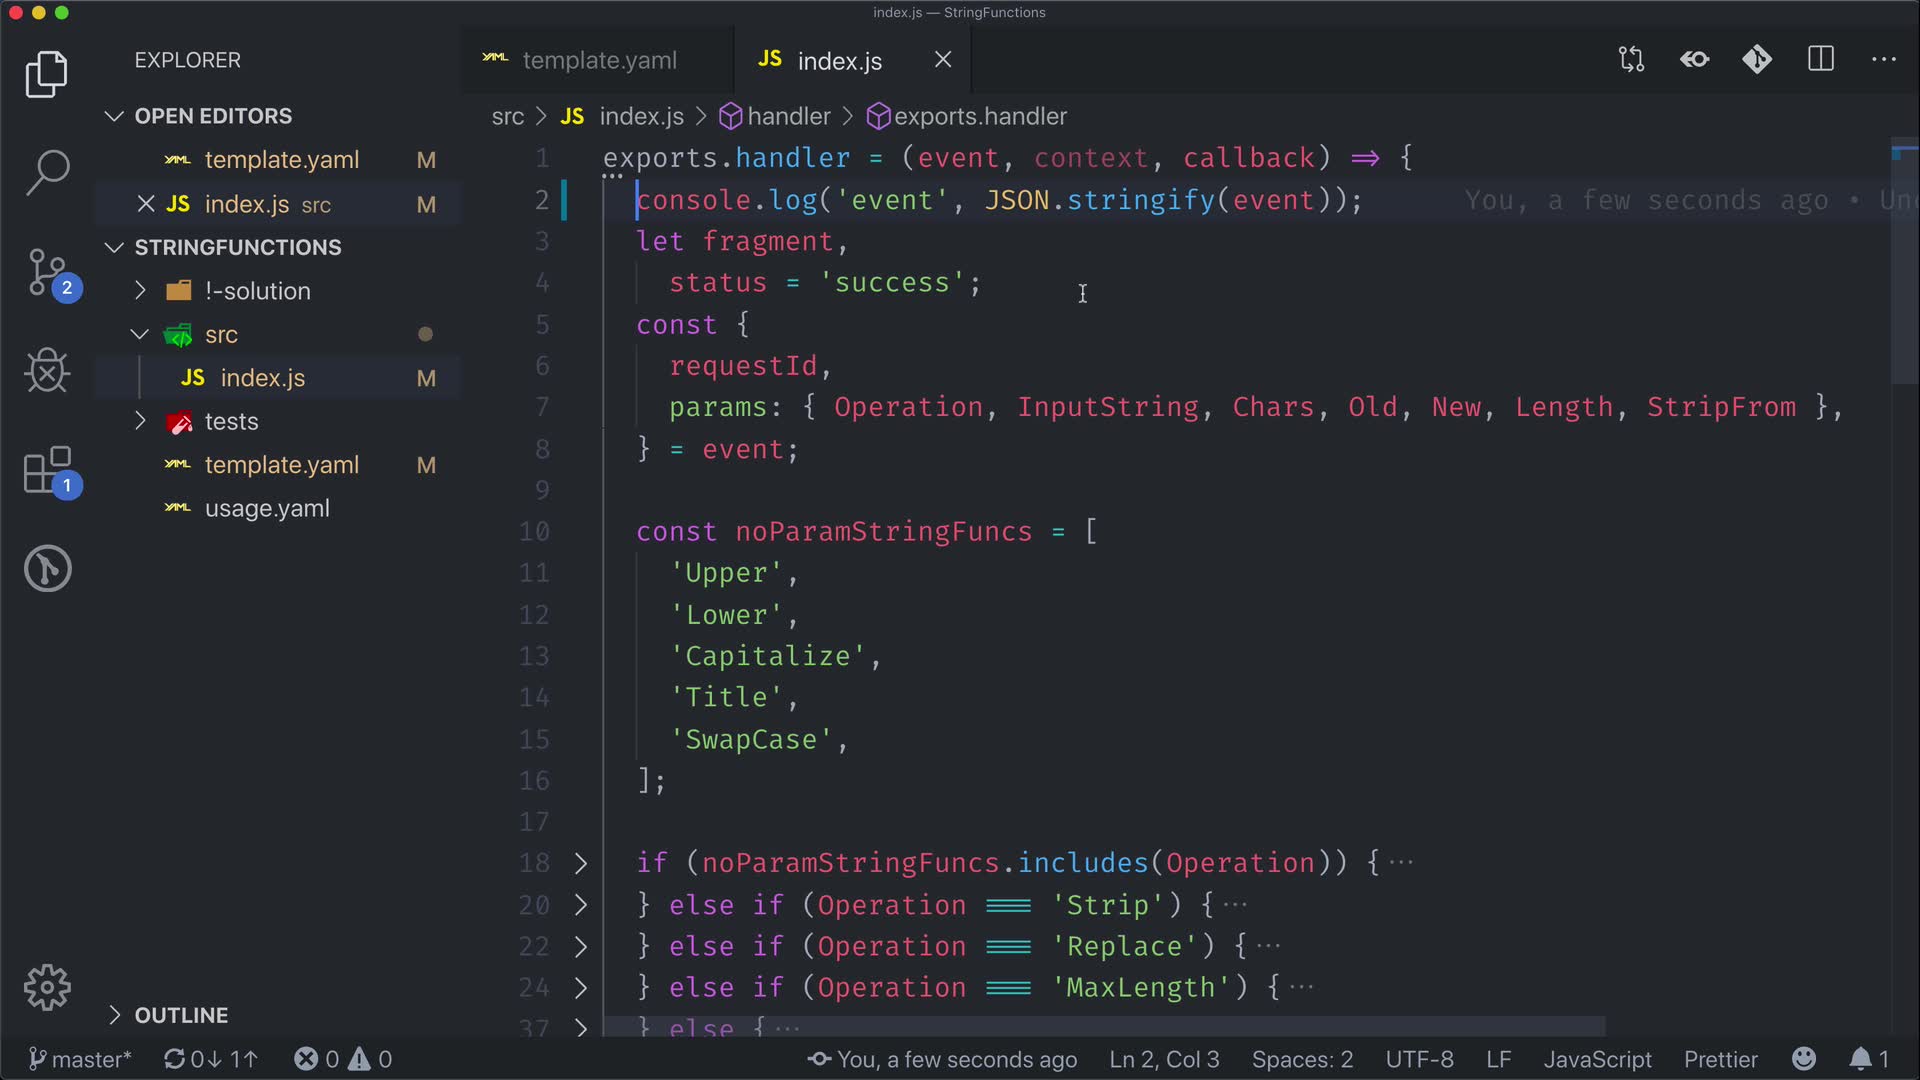 index.js — StringFunctions
EXPLORER
OPEN EDITORS
YAML template.yaml M
JS index.js src M
STRINGFUNCTIONS
!-solution
src
JS index.js M
tests
YAML template.yaml M
YAML usage.yaml
OUTLINE
2
1
YAML template.yaml
JS index.js
src > JS index.js > handler > exports.handler
1 exports.handler = (event, context, callback) => {
2 console.log('event', JSON.stringify(event)); You, a few seconds ago •
3 let fragment,
4 status = 'success';
5 const {
6 requestId,
7 params: { Operation, InputString, Chars, Old, New, Length, StripFrom },
8 } = event;
9
10 const noParamStringFuncs = [
11 'Upper',
12 'Lower',
13 'Capitalize',
14 'Title',
15 'SwapCase',
16 ];
17
18 if (noParamStringFuncs.includes(Operation)) {···
20 } else if (Operation === 'Strip') {···
22 } else if (Operation === 'Replace') {···
24 } else if (Operation === 'MaxLength') {···
37 } else {···
master* 0↓ 1↑ 0 0 You, a few seconds ago Ln 2, Col 3 Spaces: 2 UTF-8 LF JavaScript Prettier 1